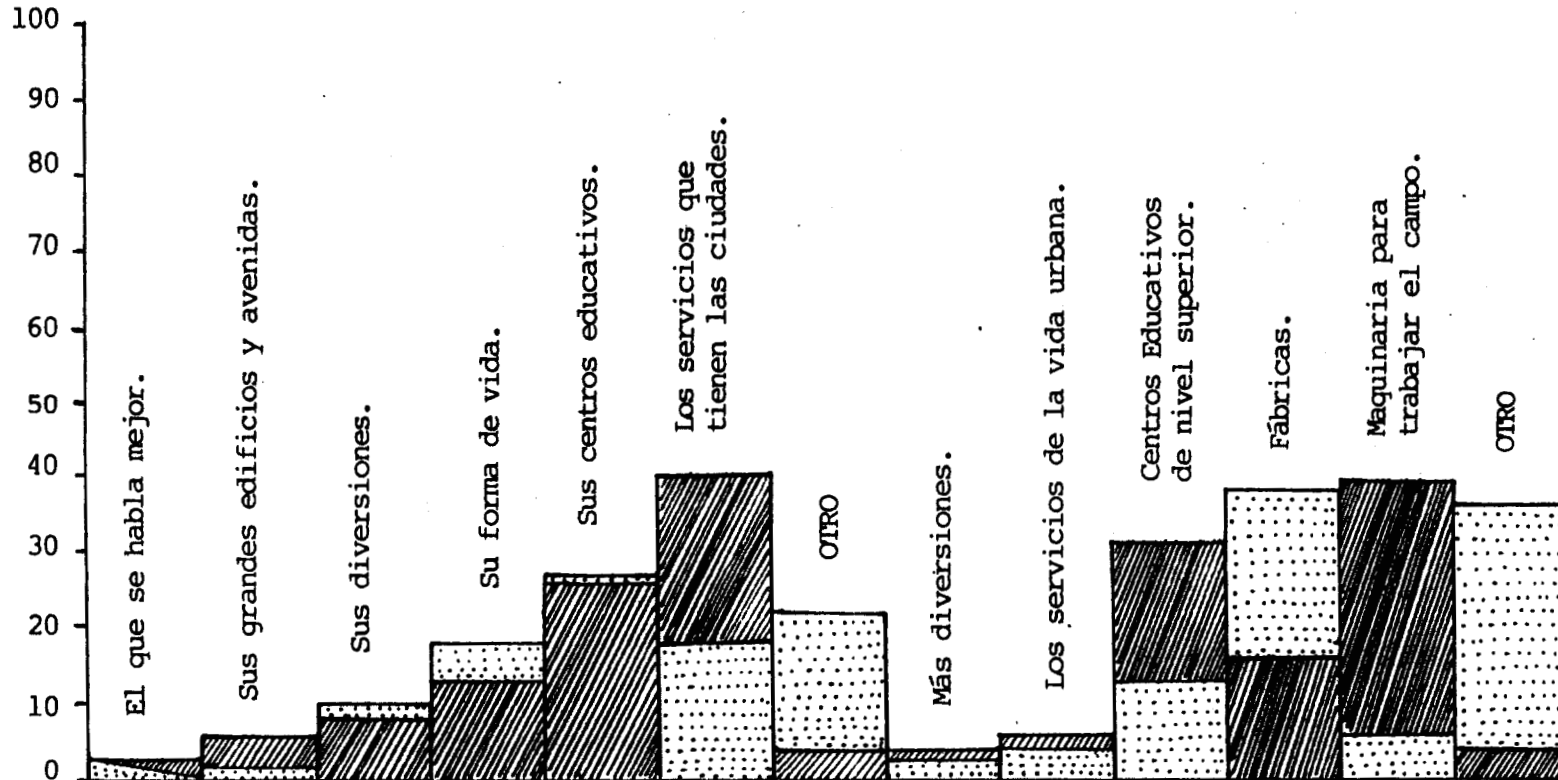 100
90
80
70
60
50
40
30
20
10
0
El que se habla mejor.
Sus grandes edificios y avenidas.
Sus diversiones.
Su forma de vida.
Sus centros educativos.
Los servicios que
tienen las ciudades.
OTRO
Más diversiones.
Los servicios de la vida urbana.
Centros Educativos
de nivel superior.
Fábricas.
Maquinaria para
trabajar el campo.
OTRO